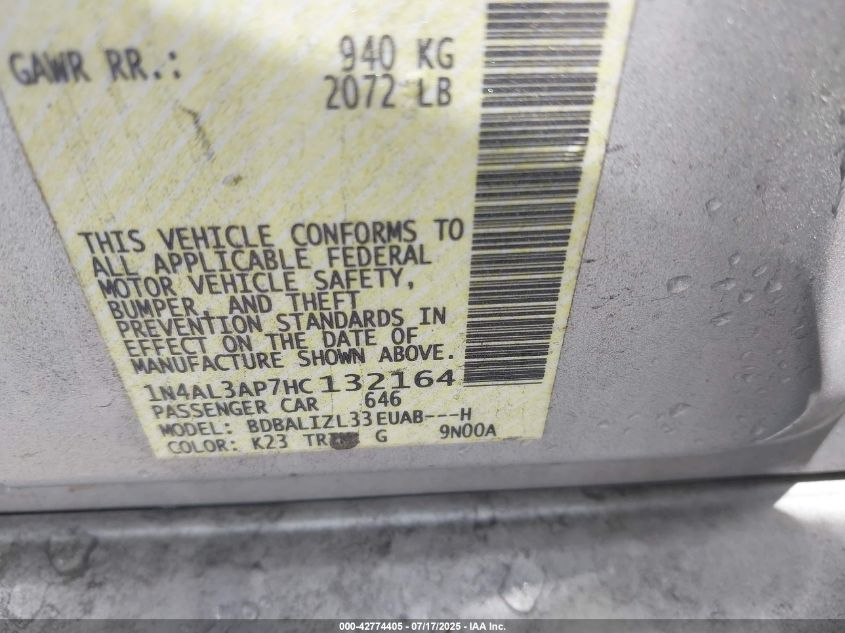 GAWR RR.: 940 KG
2072 LB
THIS VEHICLE CONFORMS TO
ALL APPLICABLE FEDERAL
MOTOR VEHICLE SAFETY,
BUMPER, AND THEFT
PREVENTION STANDARDS IN
EFFECT ON THE DATE OF
MANUFACTURE SHOWN ABOVE.
1N4AL3AP7HC132164
PASSENGER CAR 646
MODEL: BDBALIZL33EUAB---H
COLOR: K23 G 9N00A
000-42774405 - 07/17/2025 - IAA Inc.